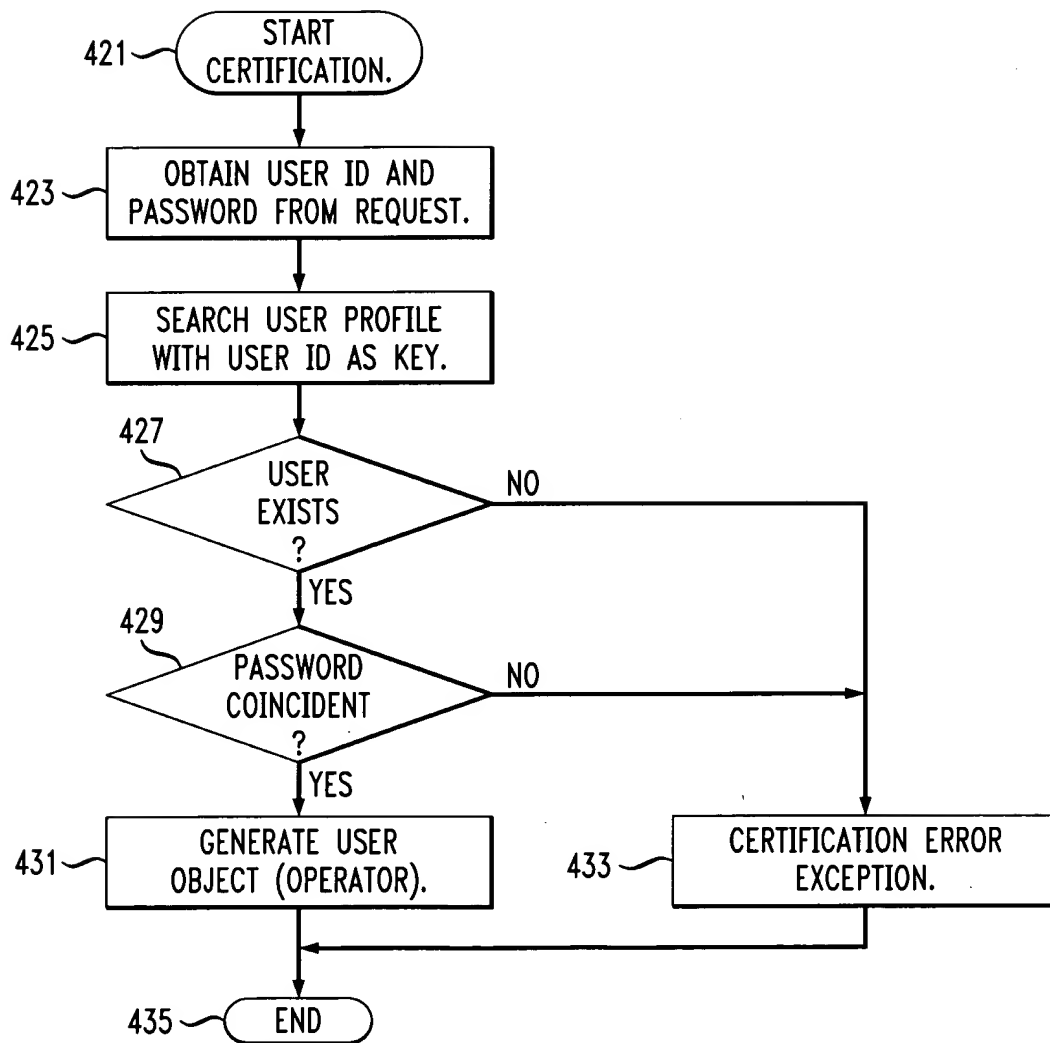 421
START
CERTIFICATION.
423
OBTAIN USER ID AND
PASSWORD FROM REQUEST.
425
SEARCH USER PROFILE
WITH USER ID AS KEY.
427
USER
EXISTS
?
NO
YES
429
PASSWORD
COINCIDENT
?
NO
YES
431
GENERATE USER
OBJECT (OPERATOR).
433
CERTIFICATION ERROR
EXCEPTION.
435
END